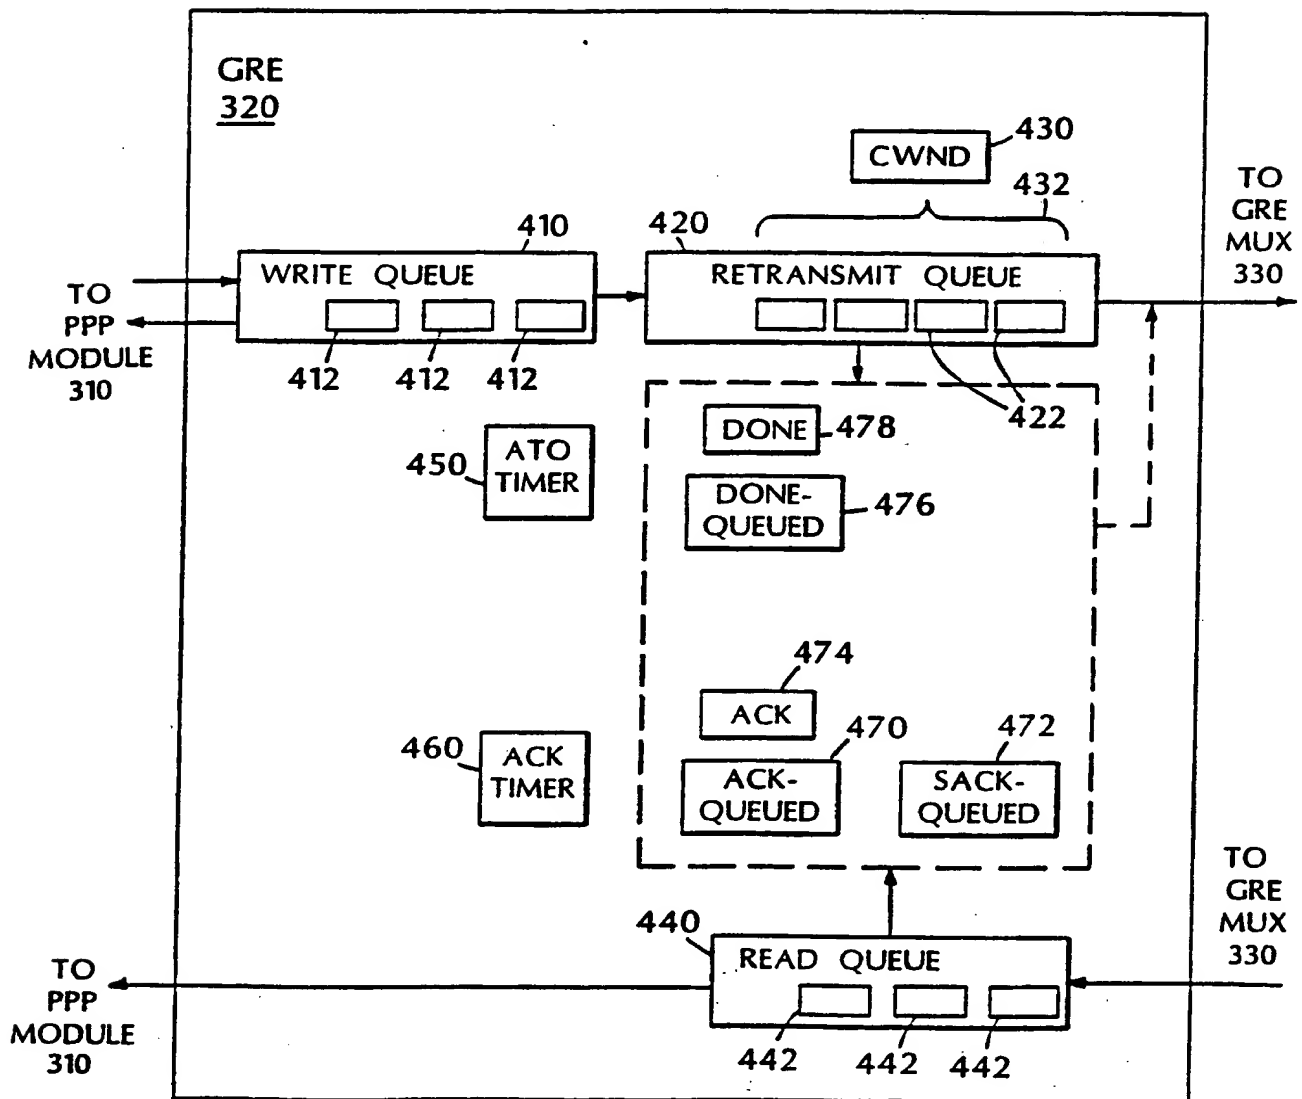 GRE
320
CWND
430
432
TO
GRE
MUX
330
410
420
WRITE QUEUE
RETRANSMIT QUEUE
TO
PPP
MODULE
310
412
412
412
422
DONE
478
450
ATO
TIMER
DONE-
QUEUED
476
474
ACK
470
472
460
ACK
TIMER
ACK-
QUEUED
SACK-
QUEUED
TO
GRE
MUX
330
440
READ QUEUE
TO
PPP
MODULE
310
442
442
442